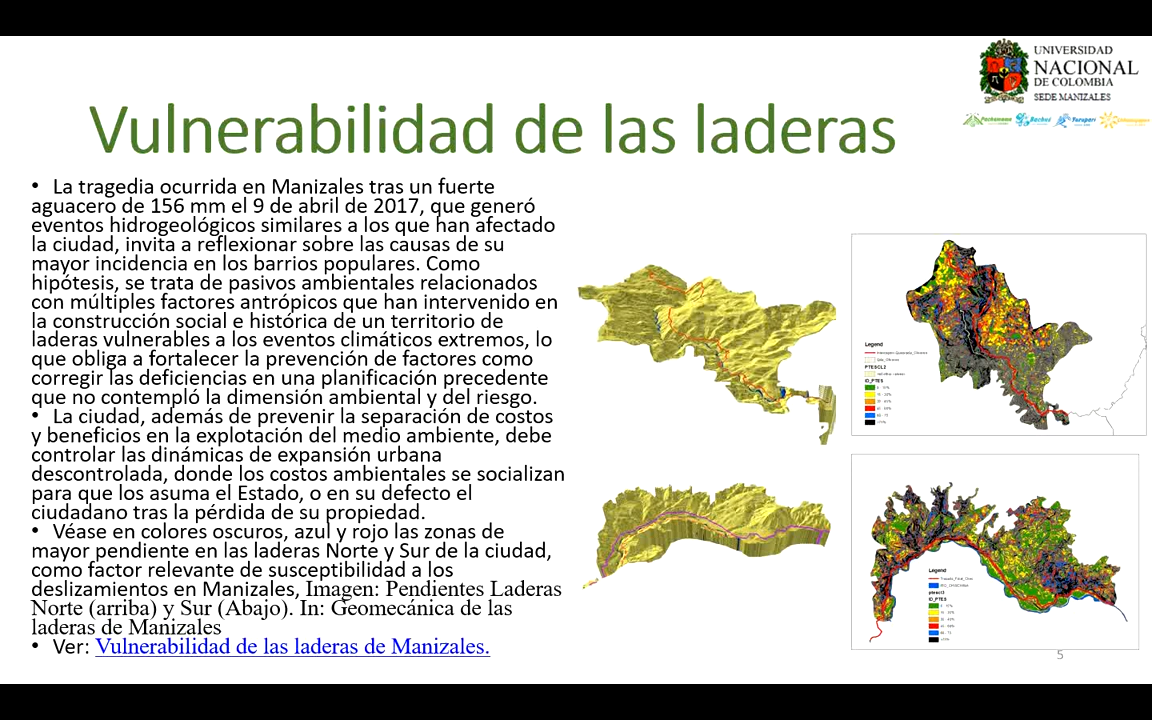 UNIVERSIDAD
NACIONAL
DE COLOMBIA
SEDE MANIZALES
Vulnerabilidad de las laderas
• La tragedia ocurrida en Manizales tras un fuerte
aguacero de 156 mm el 9 de abril de 2017, que generó
eventos hidrogeológicos similares a los que han afectado
la ciudad, invita a reflexionar sobre las causas de su
mayor incidencia en los barrios populares. Como
hipótesis, se trata de pasivos ambientales relacionados
con múltiples factores antrópicos que han intervenido en
la construcción social e histórica de un territorio de
laderas vulnerables a los eventos climáticos extremos, lo
que obliga a fortalecer la prevención de factores como
corregir las deficiencias en una planificación precedente
que no contempló la dimensión ambiental y del riesgo.
• La ciudad, además de prevenir la separación de costos
y beneficios en la explotación del medio ambiente, debe
controlar las dinámicas de expansión urbana
descontrolada, donde los costos ambientales se socializan
para que los asuma el Estado, o en su defecto el
ciudadano tras la pérdida de su propiedad.
• Véase en colores oscuros, azul y rojo las zonas de
mayor pendiente en las laderas Norte y Sur de la ciudad,
como factor relevante de susceptibilidad a los
deslizamientos en Manizales, Imagen: Pendientes Laderas
Norte (arriba) y Sur (Abajo). In: Geomecánica de las
laderas de Manizales
• Ver: Vulnerabilidad de las laderas de Manizales.
Legend
PTESCL2
ID_PTES
Legend
ID_PTES
5